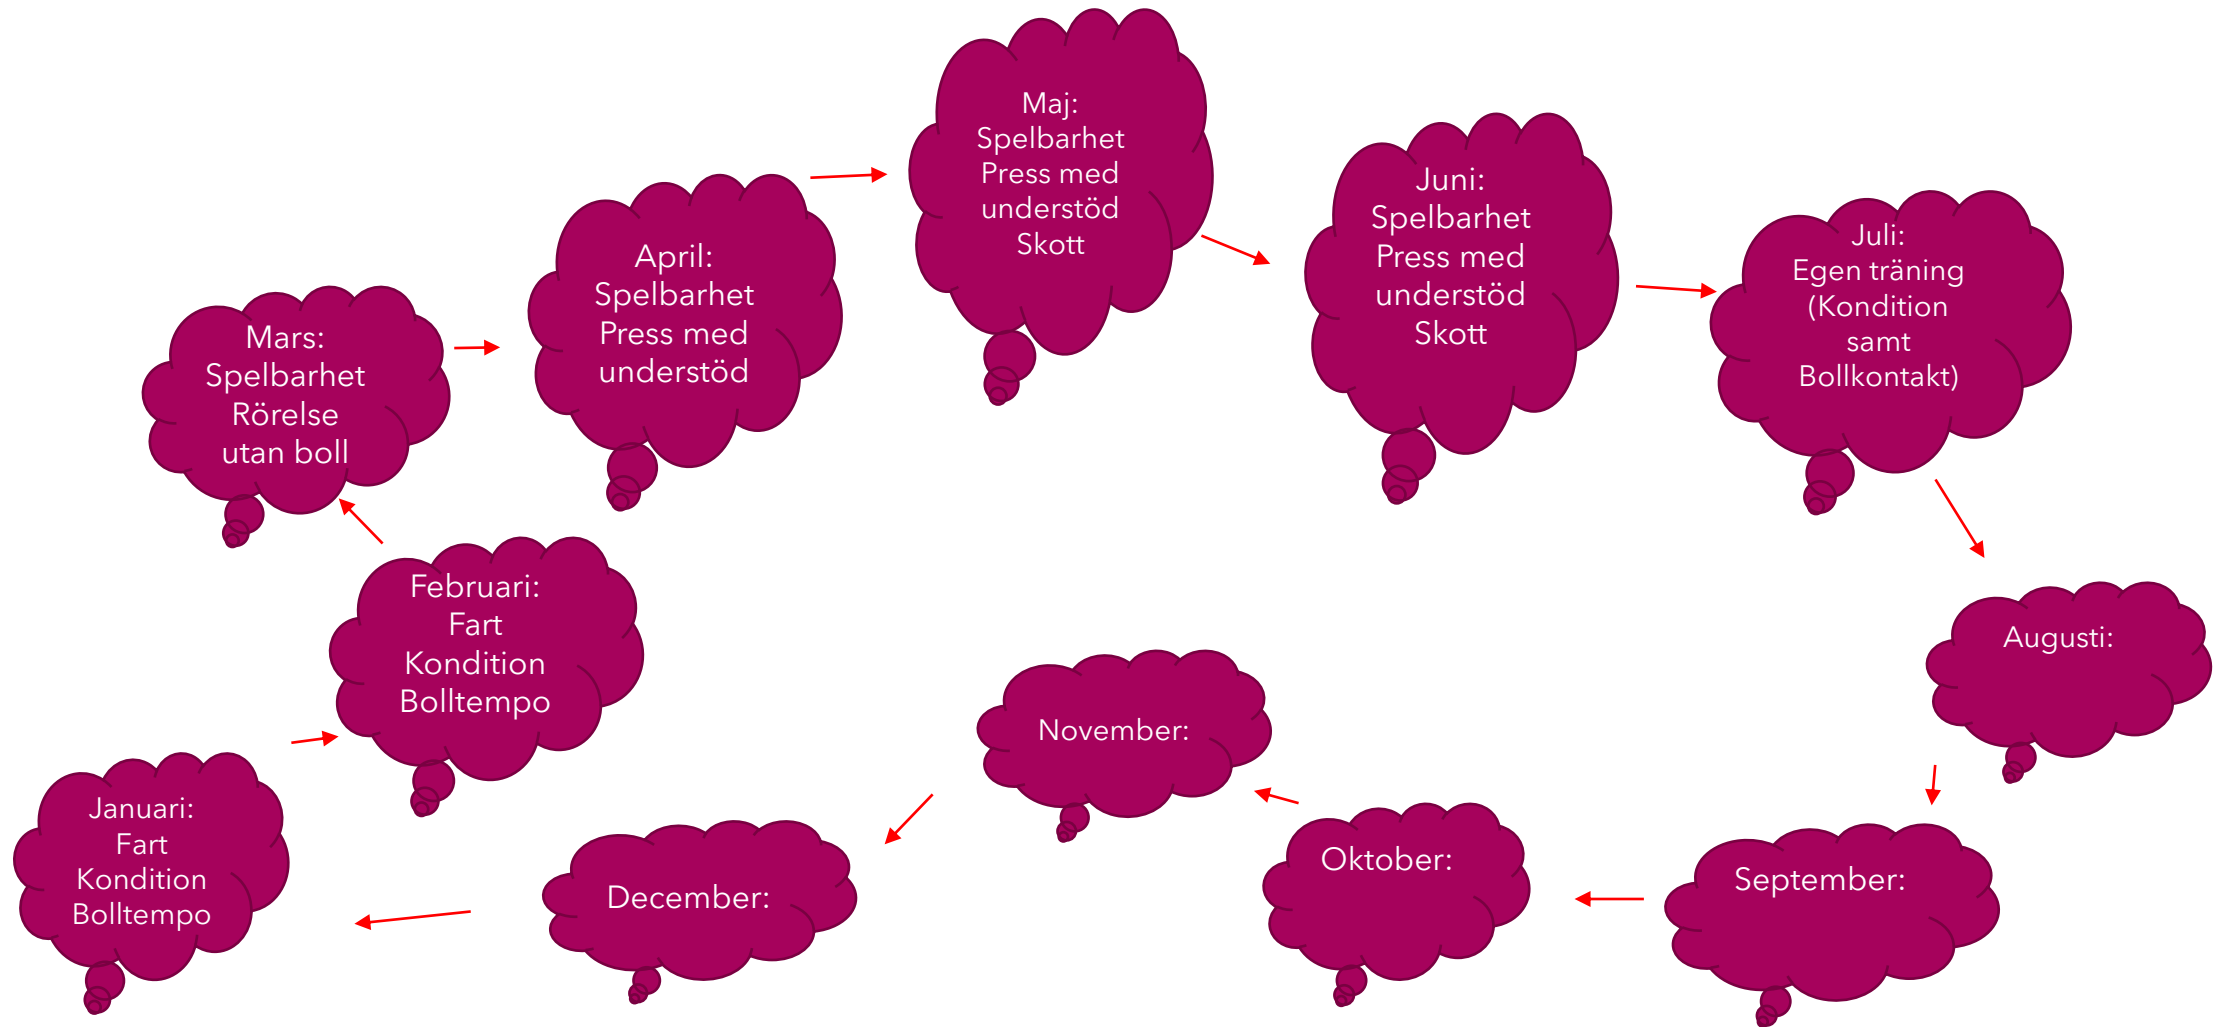 Januari:
Fart
Kondition
Bolltempo
Februari:
Fart
Kondition
Bolltempo
Mars:
Spelbarhet
Rörelse
utan boll
April:
Spelbarhet
Press med
understöd
Maj:
Spelbarhet
Press med
understöd
Skott
Juni:
Spelbarhet
Press med
understöd
Skott
Juli:
Egen träning
(Kondition
samt
Bollkontakt)
Augusti:
September:
Oktober:
November:
December: